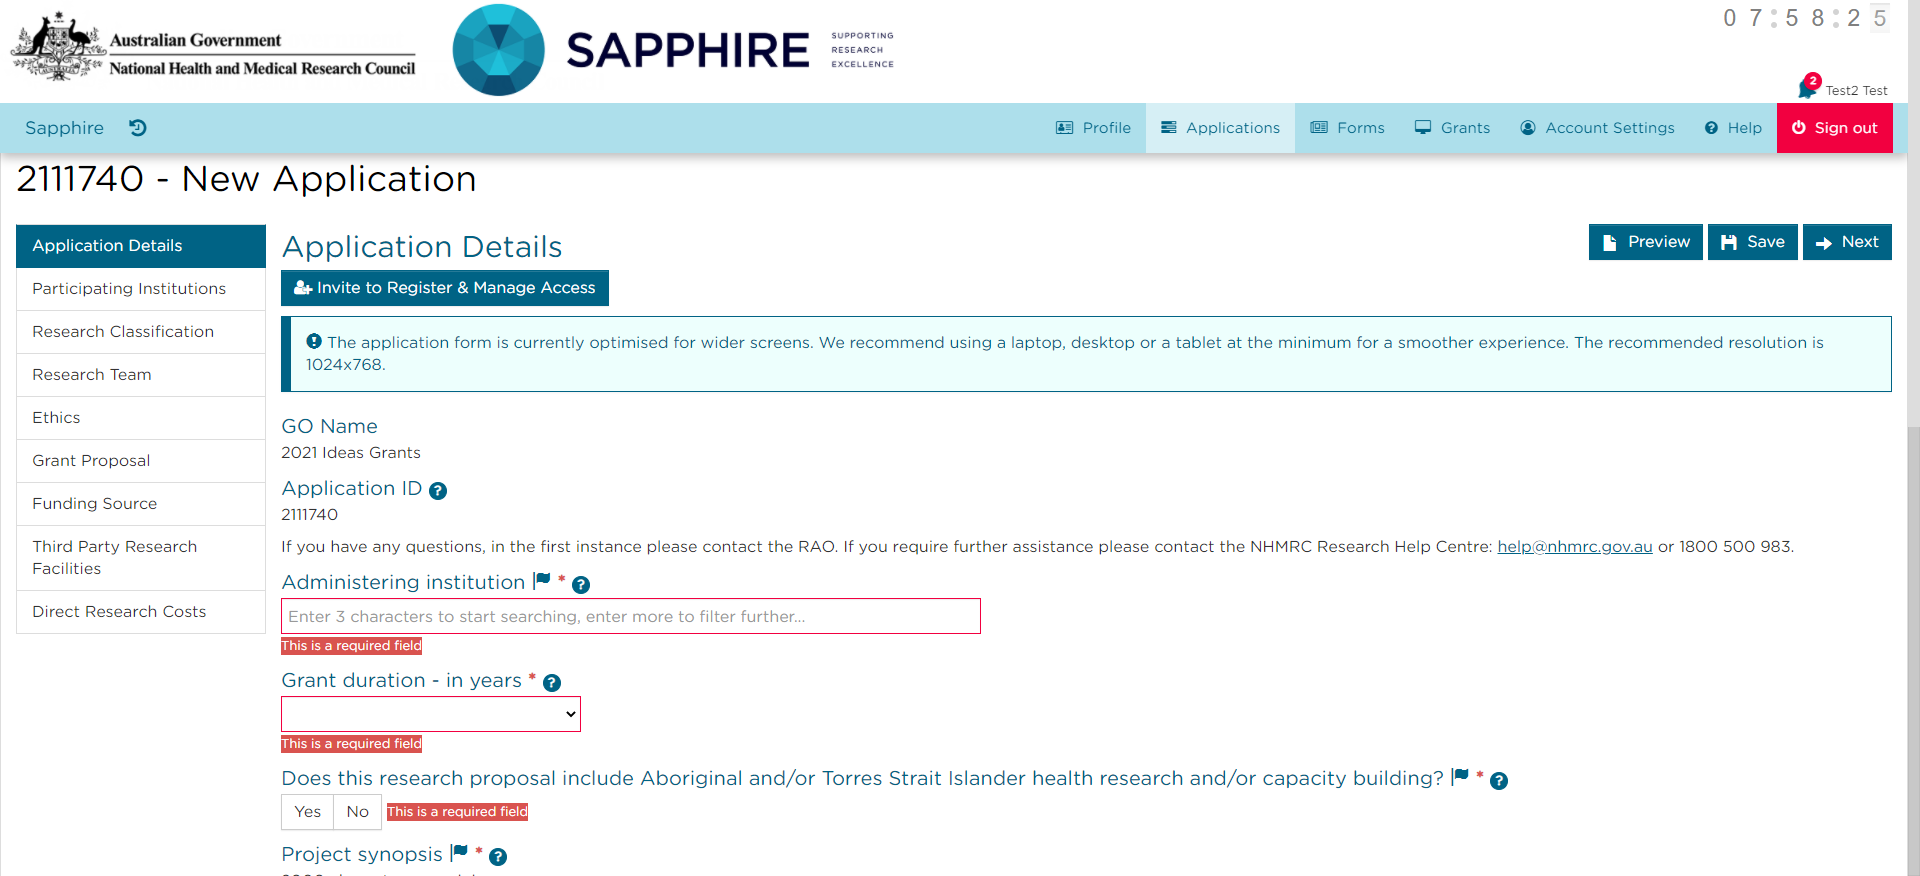 Australian Government
National Health and Medical Research Council
SAPPHIRE
SUPPORTING
RESEARCH
EXCELLENCE
07:58:25
2
Test2 Test
Sapphire
Profile
Applications
Forms
Grants
Account Settings
Help
Sign out
2111740 - New Application
Application Details
Participating Institutions
Research Classification
Research Team
Ethics
Grant Proposal
Funding Source
Third Party Research
Facilities
Direct Research Costs
Application Details
Preview
Save
Next
Invite to Register & Manage Access
The application form is currently optimised for wider screens. We recommend using a laptop, desktop or a tablet at the minimum for a smoother experience. The recommended resolution is
1024x768.
GO Name
2021 Ideas Grants
Application ID ?
2111740
If you have any questions, in the first instance please contact the RAO. If you require further assistance please contact the NHMRC Research Help Centre: help@nhmrc.gov.au or 1800 500 983.
Administering institution * ?
Enter 3 characters to start searching, enter more to filter further...
This is a required field
Grant duration - in years * ?
This is a required field
Does this research proposal include Aboriginal and/or Torres Strait Islander health research and/or capacity building? * ?
Yes No This is a required field
Project synopsis * ?